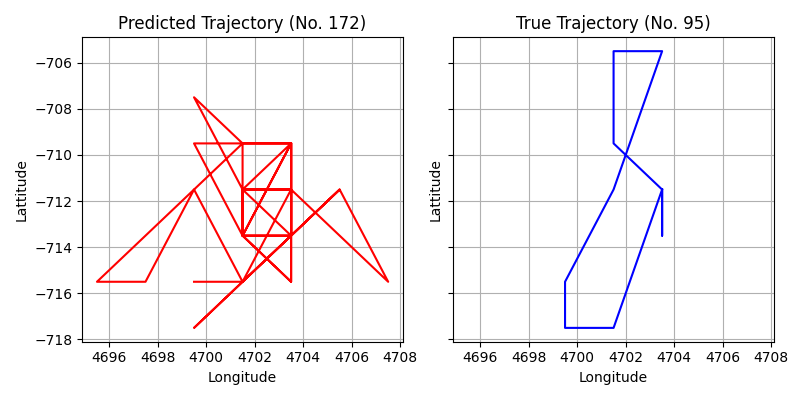 Predicted Trajectory (No. 172)
True Trajectory (No. 95)
Lattitude
−706
−708
−710
−712
−714
−716
−718
4696 4698 4700 4702 4704 4706 4708
Longitude
Lattitude
4696 4698 4700 4702 4704 4706 4708
Longitude